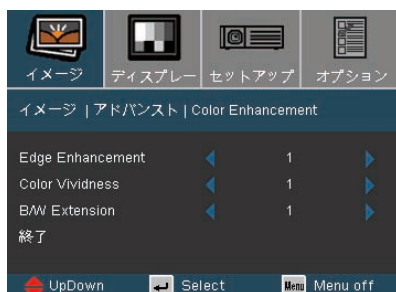 イメージ ディスプレー セットアップ オプション
イメージ | アドバンスト | Color Enhancement
Edge Enhancement 1
Color Vividness 1
B/W Extension 1
終了
UpDown Select Menu Menu off